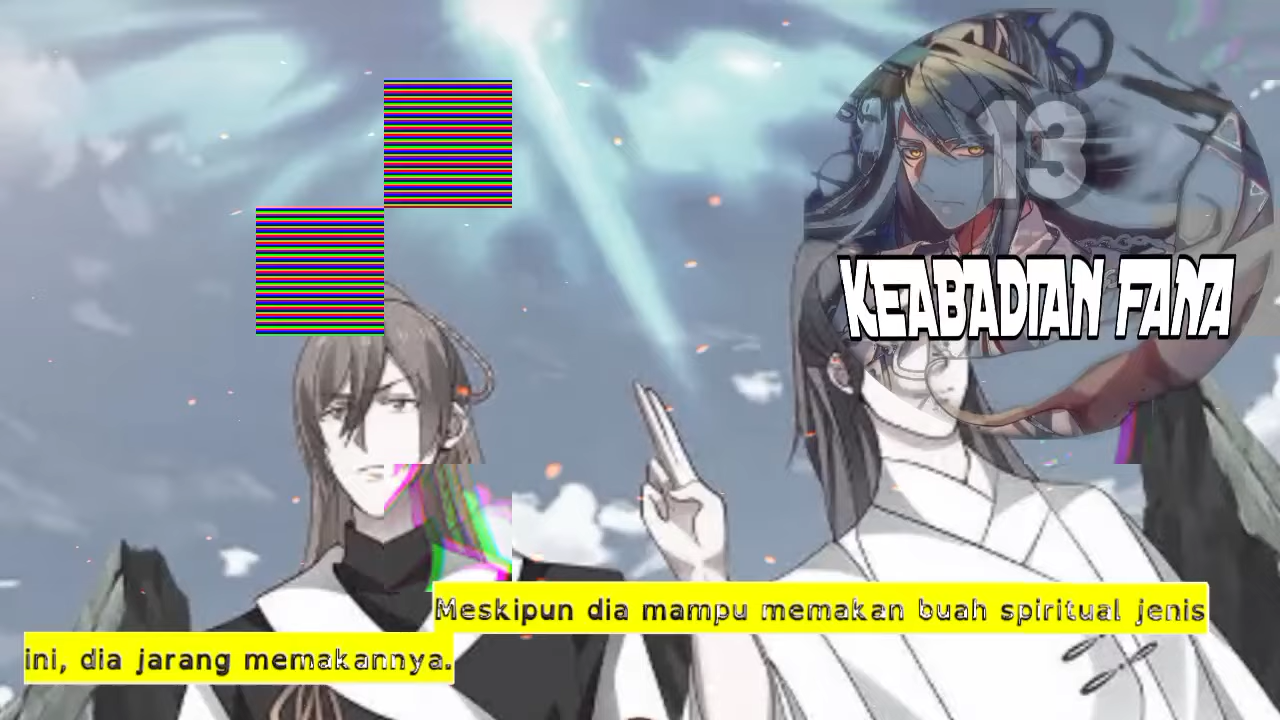 13
KEABADIAN FANA
Meskipun dia mampu memakan buah spiritual jenis
ini, dia jarang memakannya.